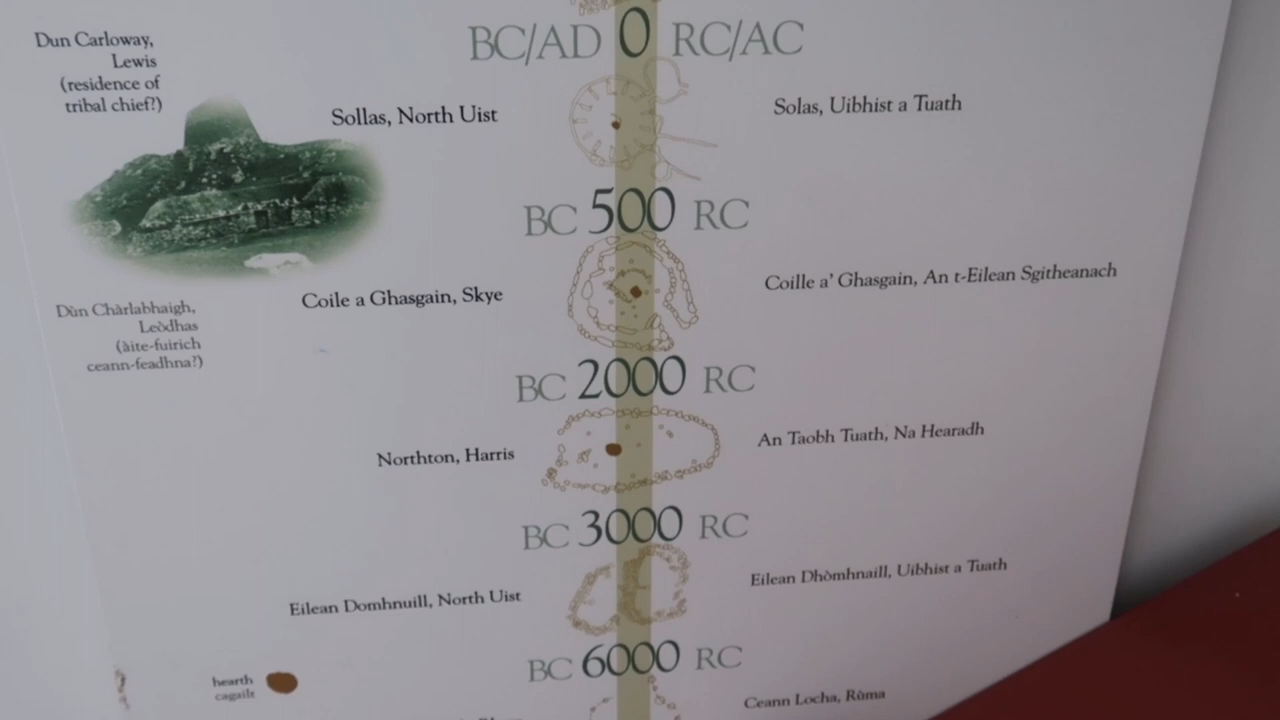 Dun Carloway,
Lewis
(residence of
tribal chief?)
BC/AD 0 RC/AC
Sollas, North Uist
Solas, Uibhist a Tuath
BC 500 RC
Dùn Chàrlabhaigh,
Leòdhas
(àite-fuirich
ceann-feadhna?)
Coile a Ghasgain, Skye
Coille a' Ghasgain, An t-Eilean Sgitheanach
BC 2000 RC
Northton, Harris
An Taobh Tuath, Na Hearadh
BC 3000 RC
Eilean Domhnuill, North Uist
Eilean Dhòmhnaill, Uibhist a Tuath
BC 6000 RC
hearth
cagailt
Ceann Locha, Rùma